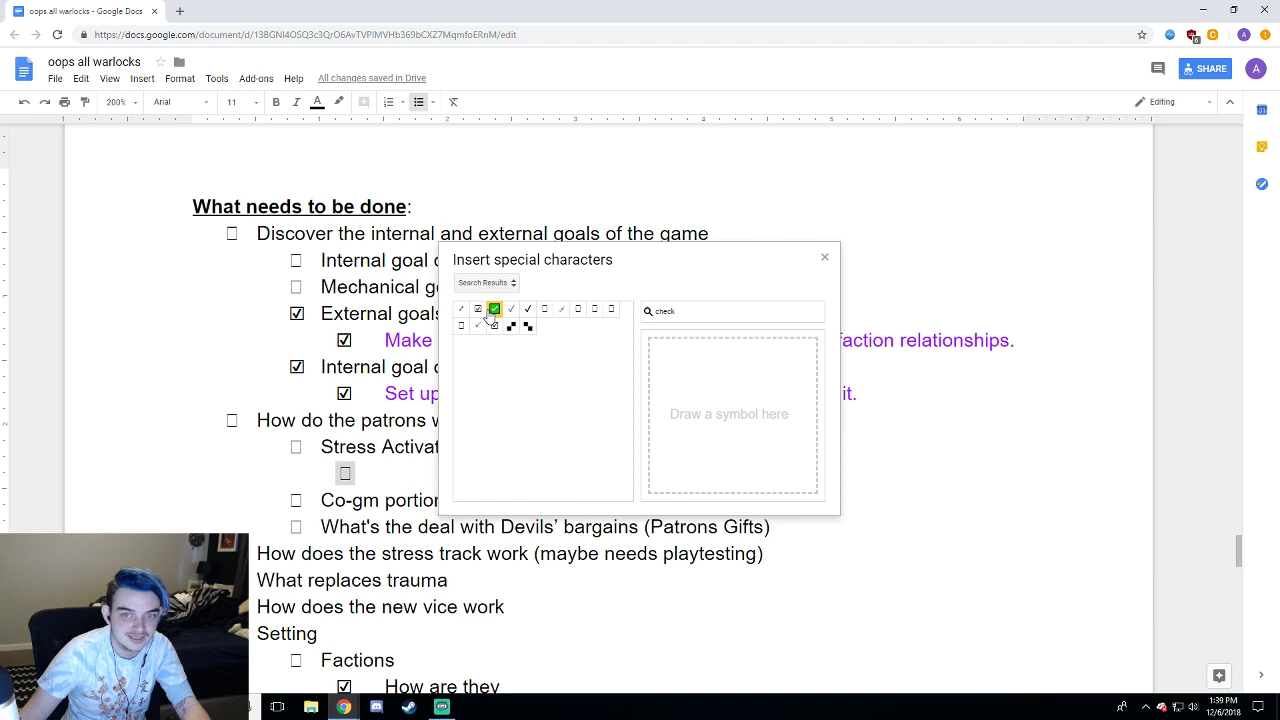 oops all warlocks - Google Docs
https://docs.google.com/document/d/13BGNI4OSQ3c3QrO6AvTVPIMVHb369bCXZ7MqmfoERnM/edit
oops all warlocks
File Edit View Insert Format Tools Add-ons Help All changes saved in Drive
SHARE
A
200% Arial 11 Editing
What needs to be done:
Discover the internal and external goals of the game
Internal goal
Mechanical g
External goals
Make
faction relationships.
Internal goal
Set up
it.
How do the patrons
Stress Activat
Co-gm portion
What's the deal with Devils' bargains (Patrons Gifts)
How does the stress track work (maybe needs playtesting)
What replaces trauma
How does the new vice work
Setting
Factions
How are they
Insert special characters
Search Results
check
Draw a symbol here
1:39 PM
12/6/2018